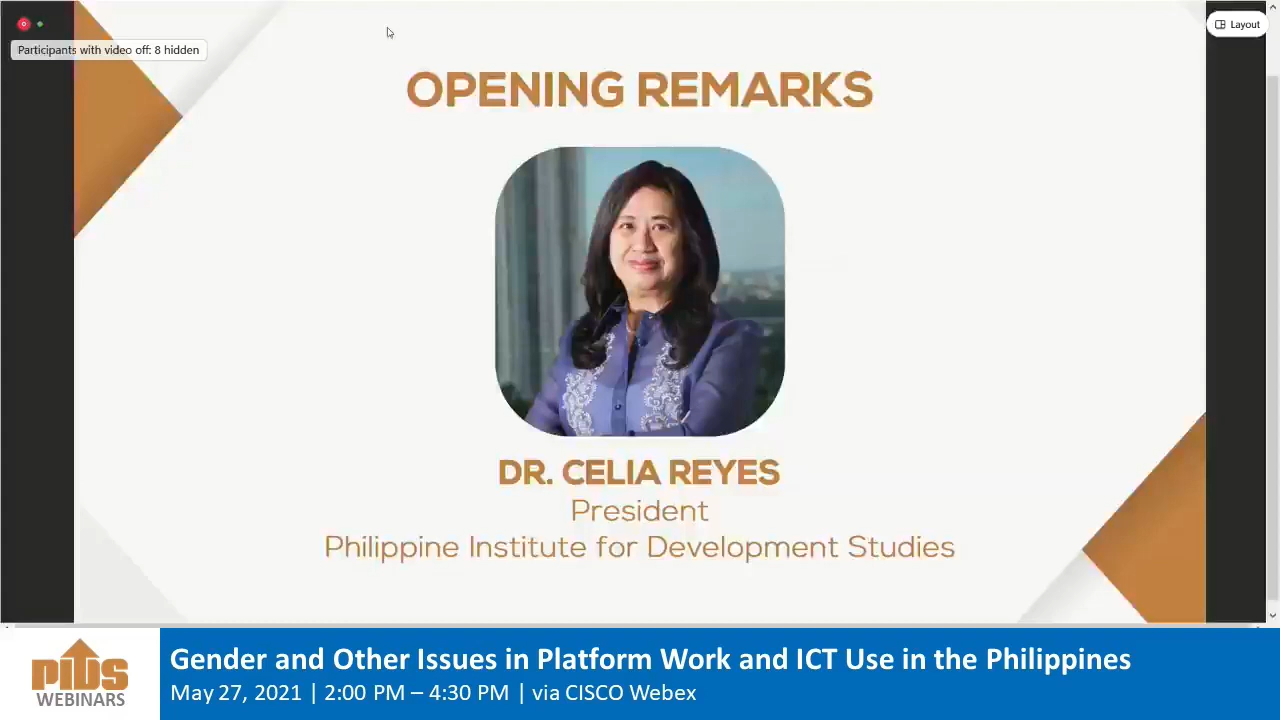 Layout
Participants with video off: 8 hidden
OPENING REMARKS
DR. CELIA REYES
President
Philippine Institute for Development Studies
PIDS
WEBINARS
Gender and Other Issues in Platform Work and ICT Use in the Philippines
May 27, 2021 | 2:00 PM – 4:30 PM | via CISCO Webex